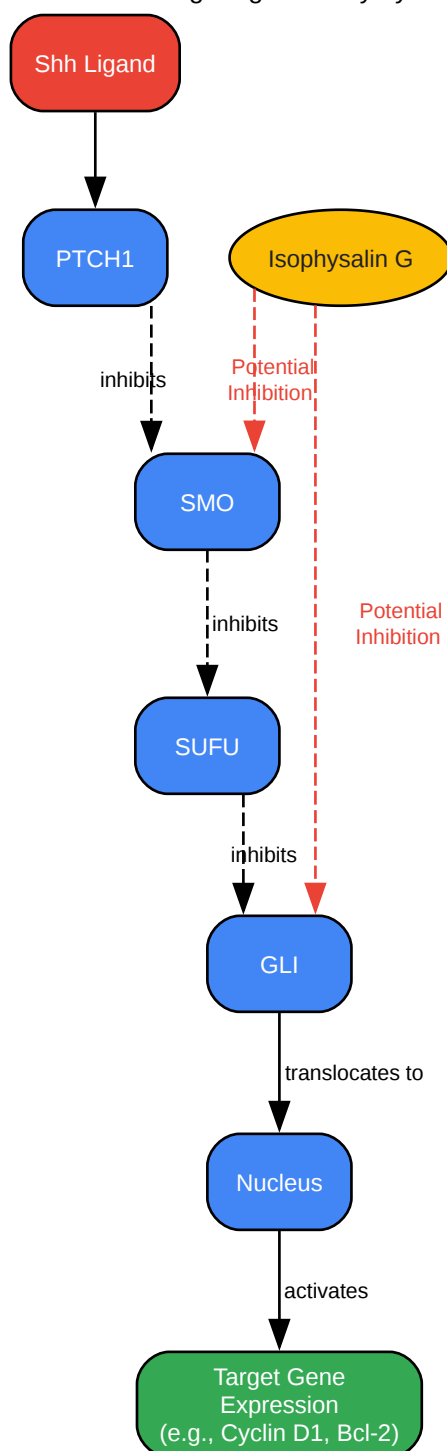 Shh Ligand
PTCH1
Isophysalin G
inhibits
Potential
Inhibition
SMO
inhibits
Potential
Inhibition
SUFU
inhibits
GLI
translocates to
Nucleus
activates
Target Gene
Expression
(e.g., Cyclin D1, Bcl-2)